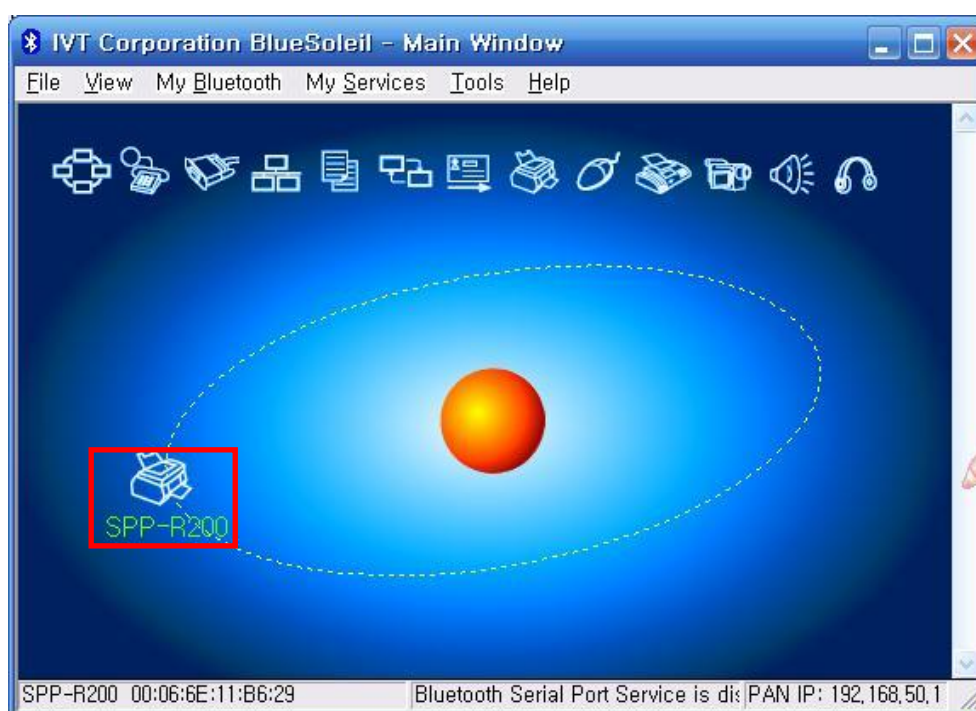 IVT Corporation BlueSoleil - Main Window
File View My Bluetooth My Services Tools Help
SPP-R200
SPP-R200 00:06:6E:11:B6:29 Bluetooth Serial Port Service is PAN IP: 192,168,50,1